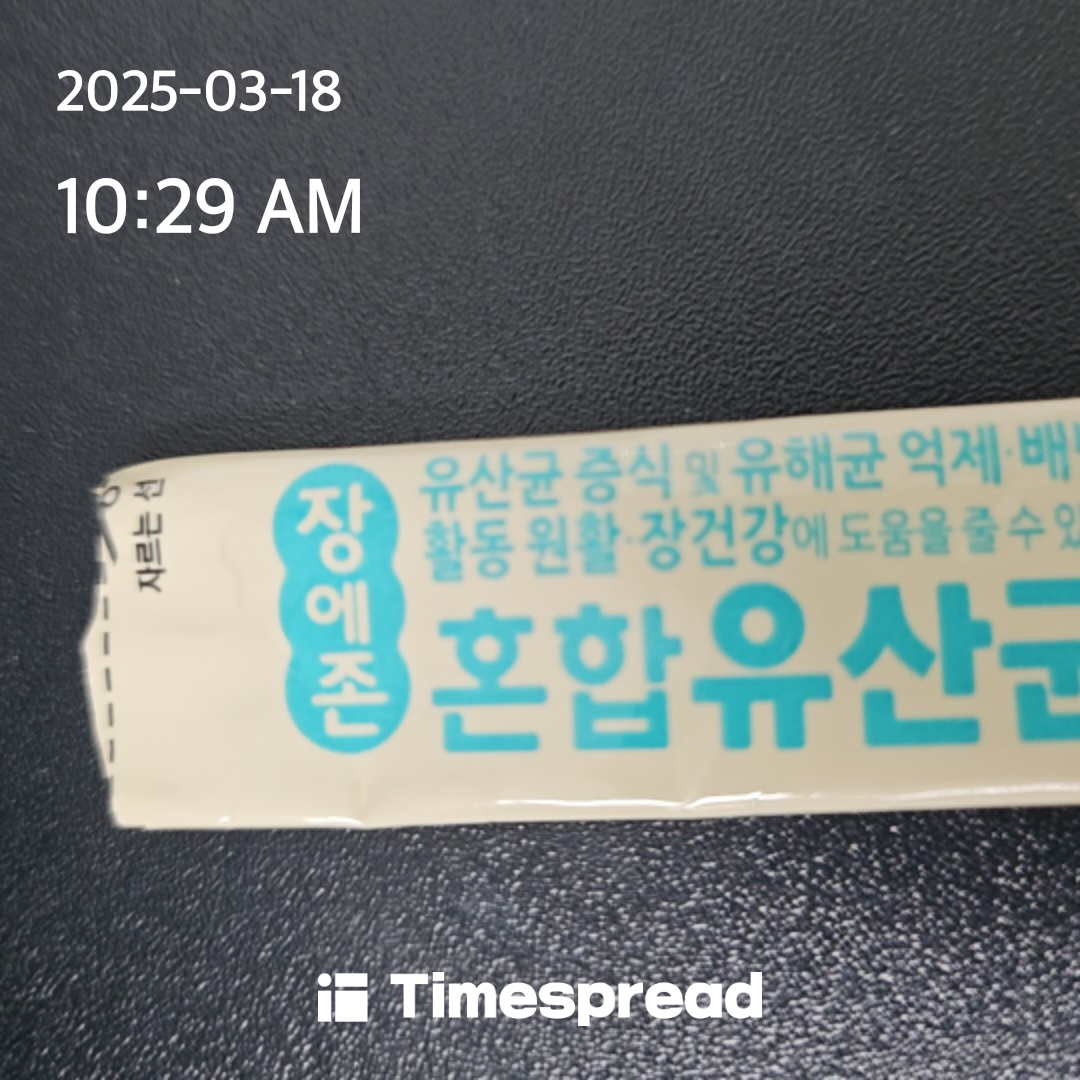 2025-03-18
10:29 AM
자르는 선
장에존
유산균 증식 및 유해균 억제·배
활동 원활·장건강에 도움을 줄 수 있
혼합유산균
Timespread